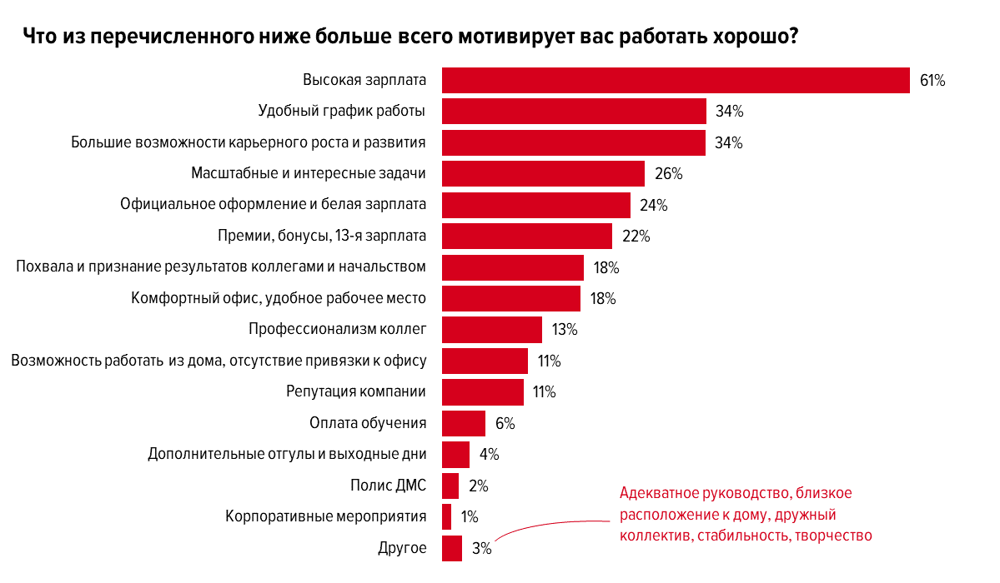 Что из перечисленного ниже больше всего мотивирует вас работать хорошо?
Высокая зарплата 61%
Удобный график работы 34%
Большие возможности карьерного роста и развития 34%
Масштабные и интересные задачи 26%
Официальное оформление и белая зарплата 24%
Премии, бонусы, 13-я зарплата 22%
Похвала и признание результатов коллегами и начальством 18%
Комфортный офис, удобное рабочее место 18%
Профессионализм коллег 13%
Возможность работать из дома, отсутствие привязки к офису 11%
Репутация компании 11%
Оплата обучения 6%
Дополнительные отгулы и выходные дни 4%
Полис ДМС 2%
Корпоративные мероприятия 1%
Другое 3%
Адекватное руководство, близкое
расположение к дому, дружный
коллектив, стабильность, творчество